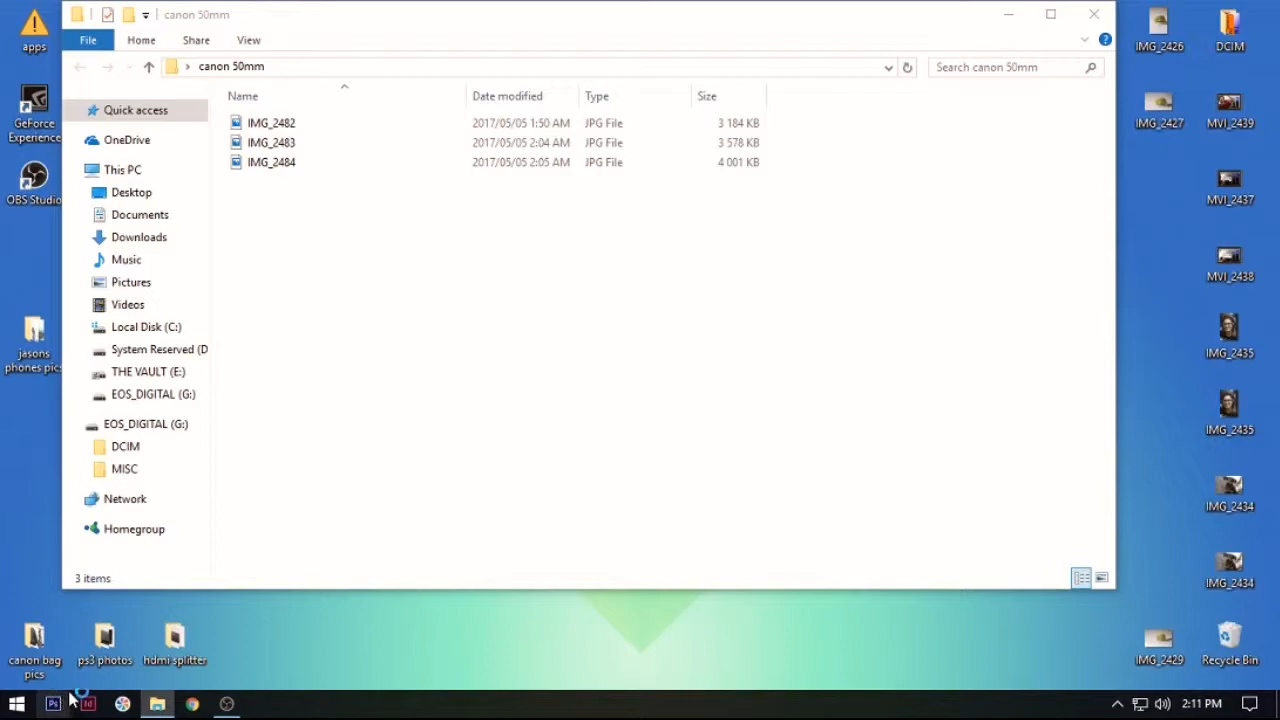 canon 50mm
File Home Share View
canon 50mm
Search canon 50mm
Name Date modified Type Size
IMG_2482 2017/05/05 1:50 AM JPG File 3 184 KB
IMG_2483 2017/05/05 2:04 AM JPG File 3 578 KB
IMG_2484 2017/05/05 2:05 AM JPG File 4 001 KB
Quick access
OneDrive
This PC
Desktop
Documents
Downloads
Music
Pictures
Videos
Local Disk (C:)
System Reserved (D
THE VAULT (E:)
EOS_DIGITAL (G:)
EOS_DIGITAL (G:)
DCIM
MISC
Network
Homegroup
3 items
apps
GeForce
Experience
OBS Studio
jasons
phones pics
canon bag
pics
ps3 photos
hdmi splitter
IMG_2426
DCIM
IMG_2427
MVI_2439
MVI_2437
MVI_2438
IMG_2435
IMG_2435
IMG_2434
IMG_2434
IMG_2429
Recycle Bin
Ps
Id
2:11 PM